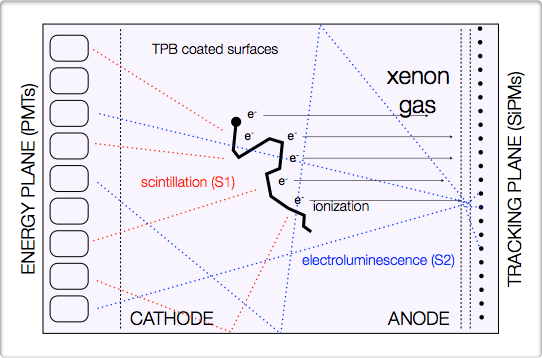 TPB coated surfaces
xenon
gas
e-
e-
e-
e-
e-
e-
scintillation (S1)
ionization
electroluminescence (S2)
CATHODE
ANODE
ENERGY PLANE (PMTs)
TRACKING PLANE (SiPMs)